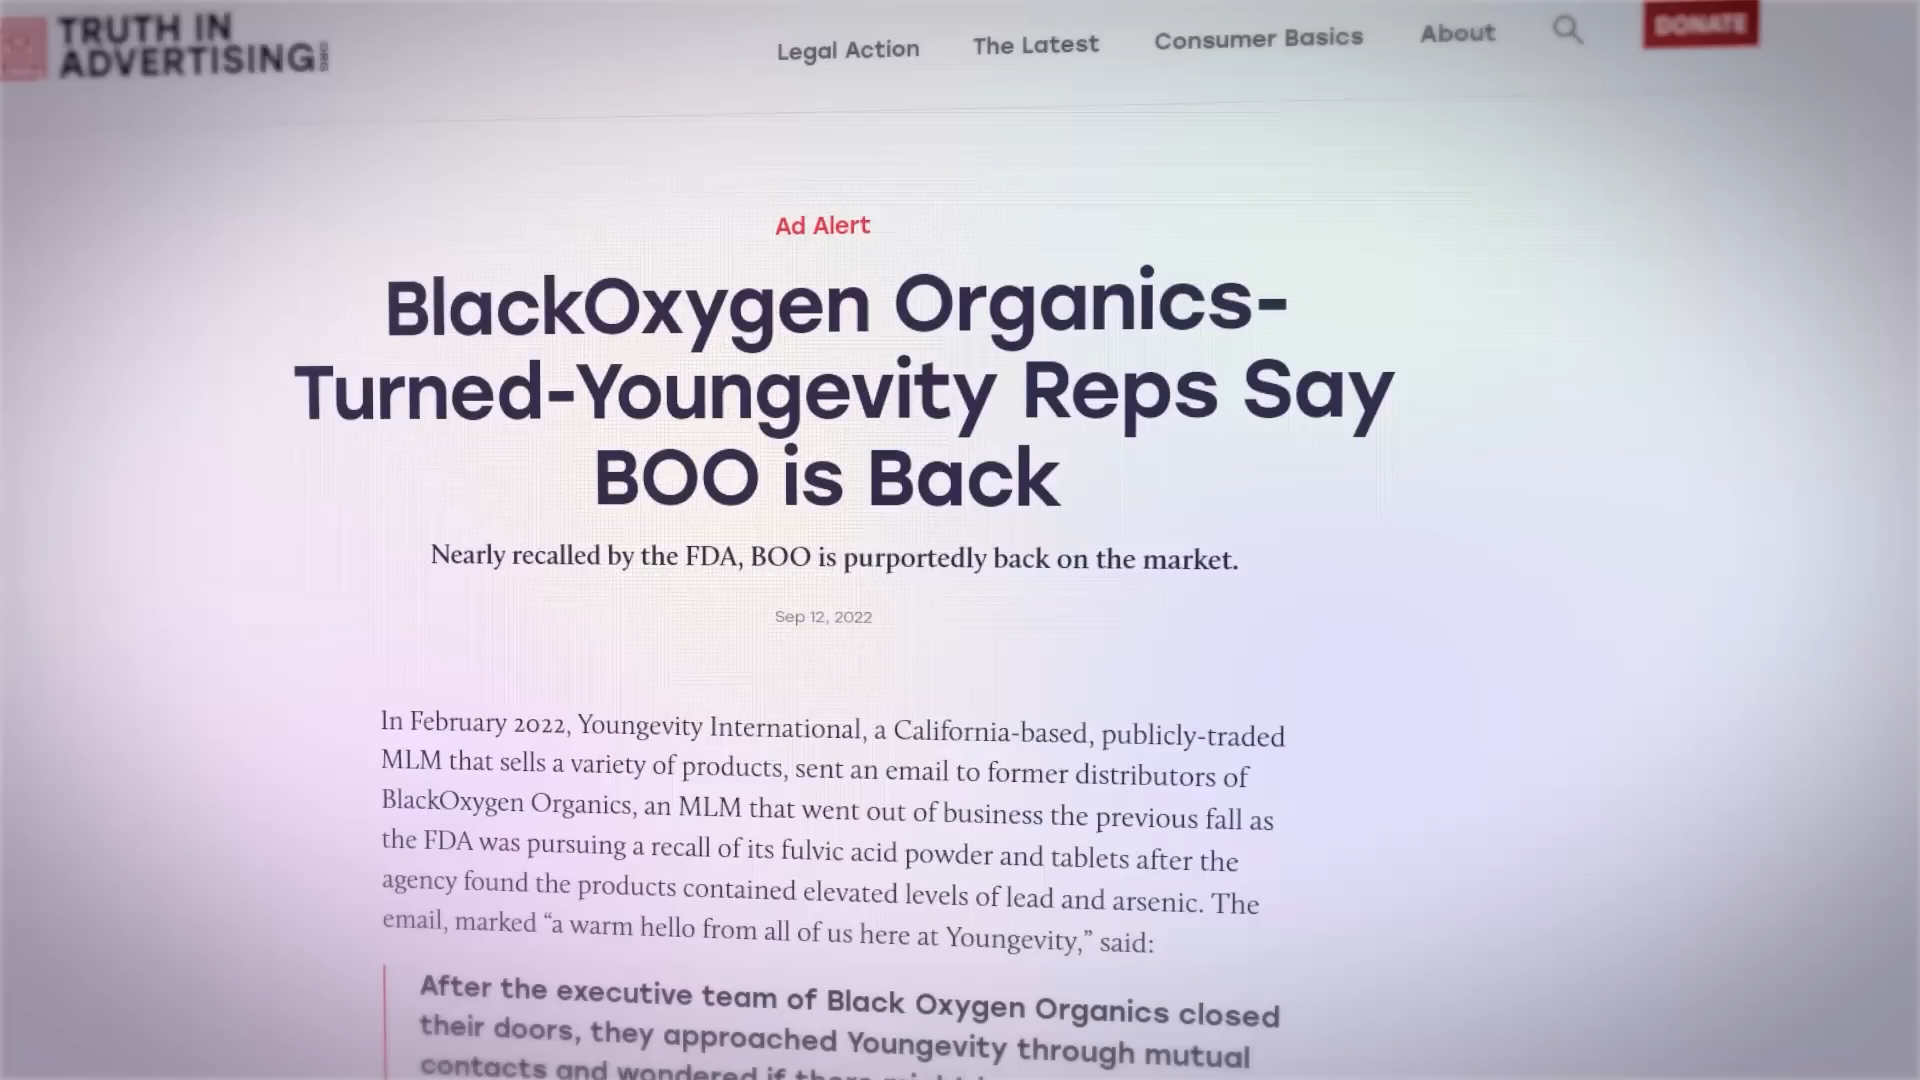 TRUTH IN
ADVERTISING
Legal Action
The Latest
Consumer Basics
About
DONATE
Ad Alert
BlackOxygen Organics-
Turned-Youngevity Reps Say
BOO is Back
Nearly recalled by the FDA, BOO is purportedly back on the market.
Sep 12, 2022
In February 2022, Youngevity International, a California-based, publicly-traded
MLM that sells a variety of products, sent an email to former distributors of
BlackOxygen Organics, an MLM that went out of business the previous fall as
the FDA was pursuing a recall of its fulvic acid powder and tablets after the
agency found the products contained elevated levels of lead and arsenic. The
email, marked “a warm hello from all of us here at Youngevity,” said:
After the executive team of Black Oxygen Organics closed
their doors, they approached Youngevity through mutual
contacts and wondered if there